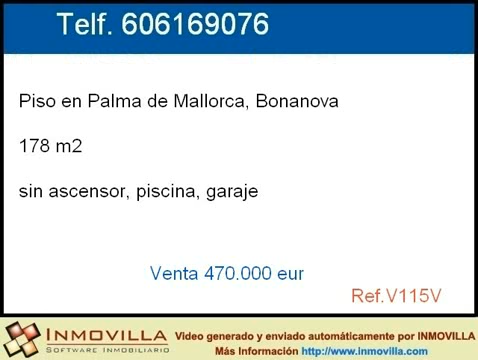 Telf. 606169076
Piso en Palma de Mallorca, Bonanova
178 m2
sin ascensor, piscina, garaje
Venta 470.000 eur
Ref.V115V
INMOVILLA
SOFTWARE INMOBILIARIO
Video generado y enviado automáticamente por INMOVILLA
Más Información http://www.inmovilla.com